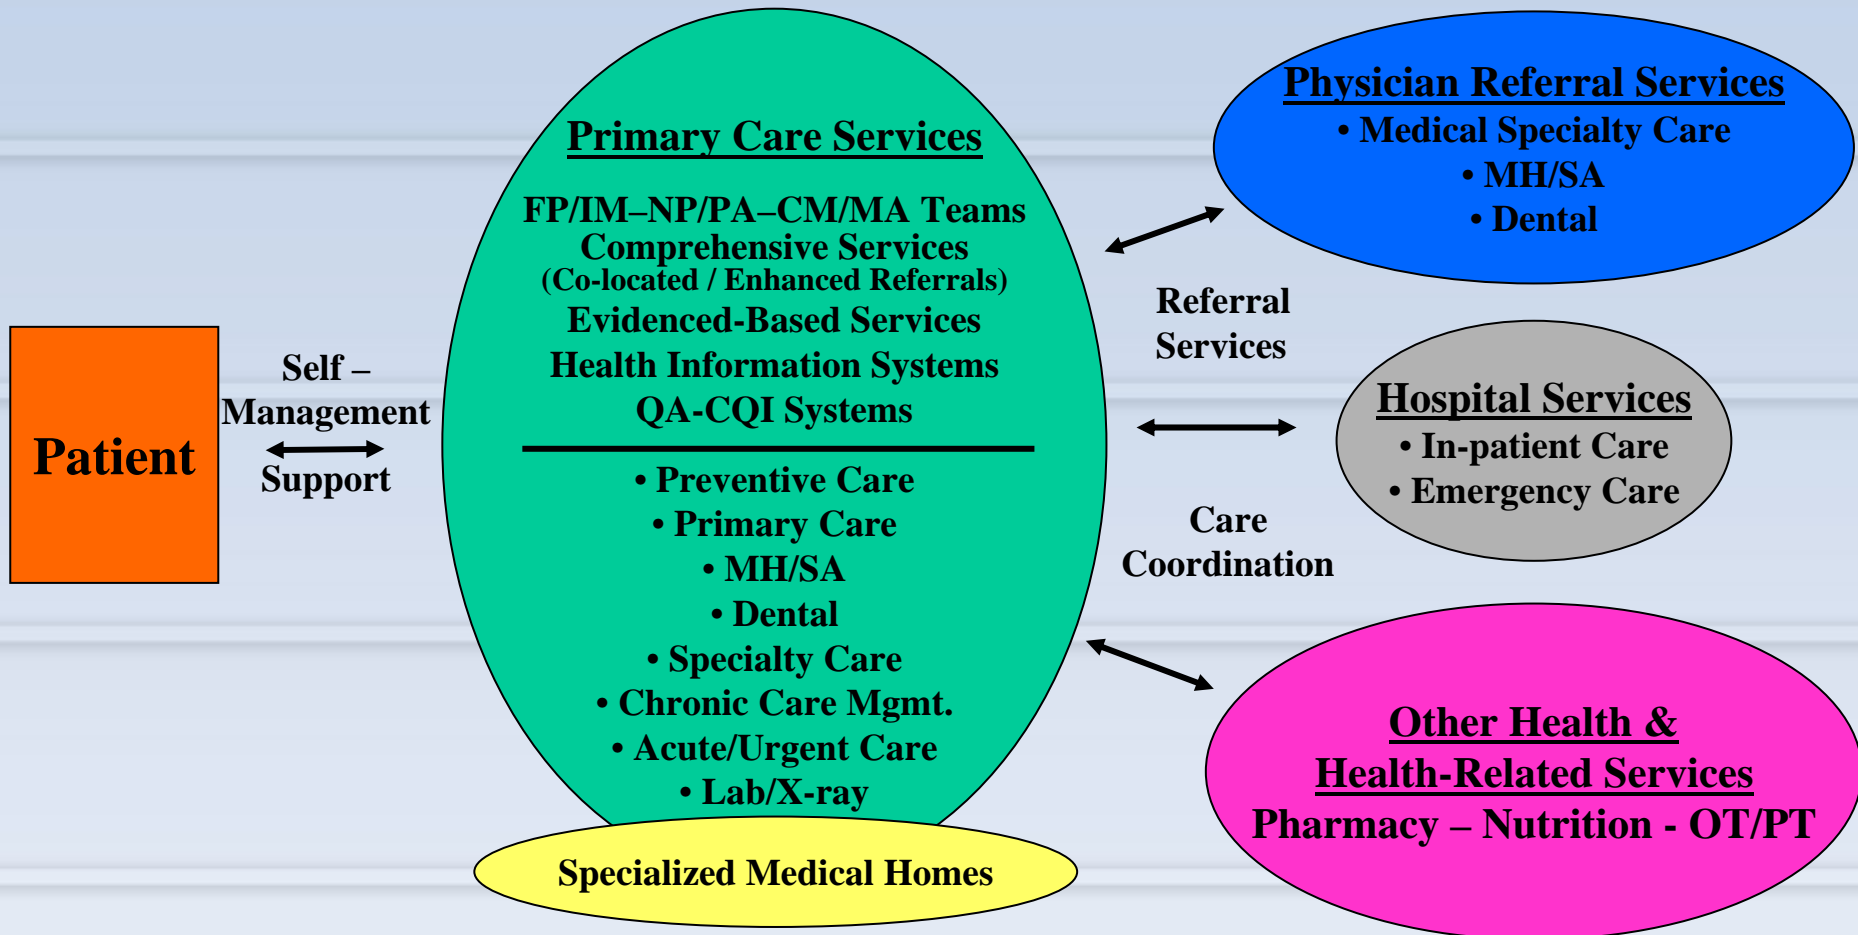 Patient
Self –
Management
Support
Primary Care Services
FP/IM–NP/PA–CM/MA Teams
Comprehensive Services
(Co-located / Enhanced Referrals)
Evidenced-Based Services
Health Information Systems
QA-CQI Systems
• Preventive Care
• Primary Care
• MH/SA
• Dental
• Specialty Care
• Chronic Care Mgmt.
• Acute/Urgent Care
• Lab/X-ray
Specialized Medical Homes
Referral
Services
Care
Coordination
Physician Referral Services
• Medical Specialty Care
• MH/SA
• Dental
Hospital Services
• In-patient Care
• Emergency Care
Other Health &
Health-Related Services
Pharmacy – Nutrition - OT/PT